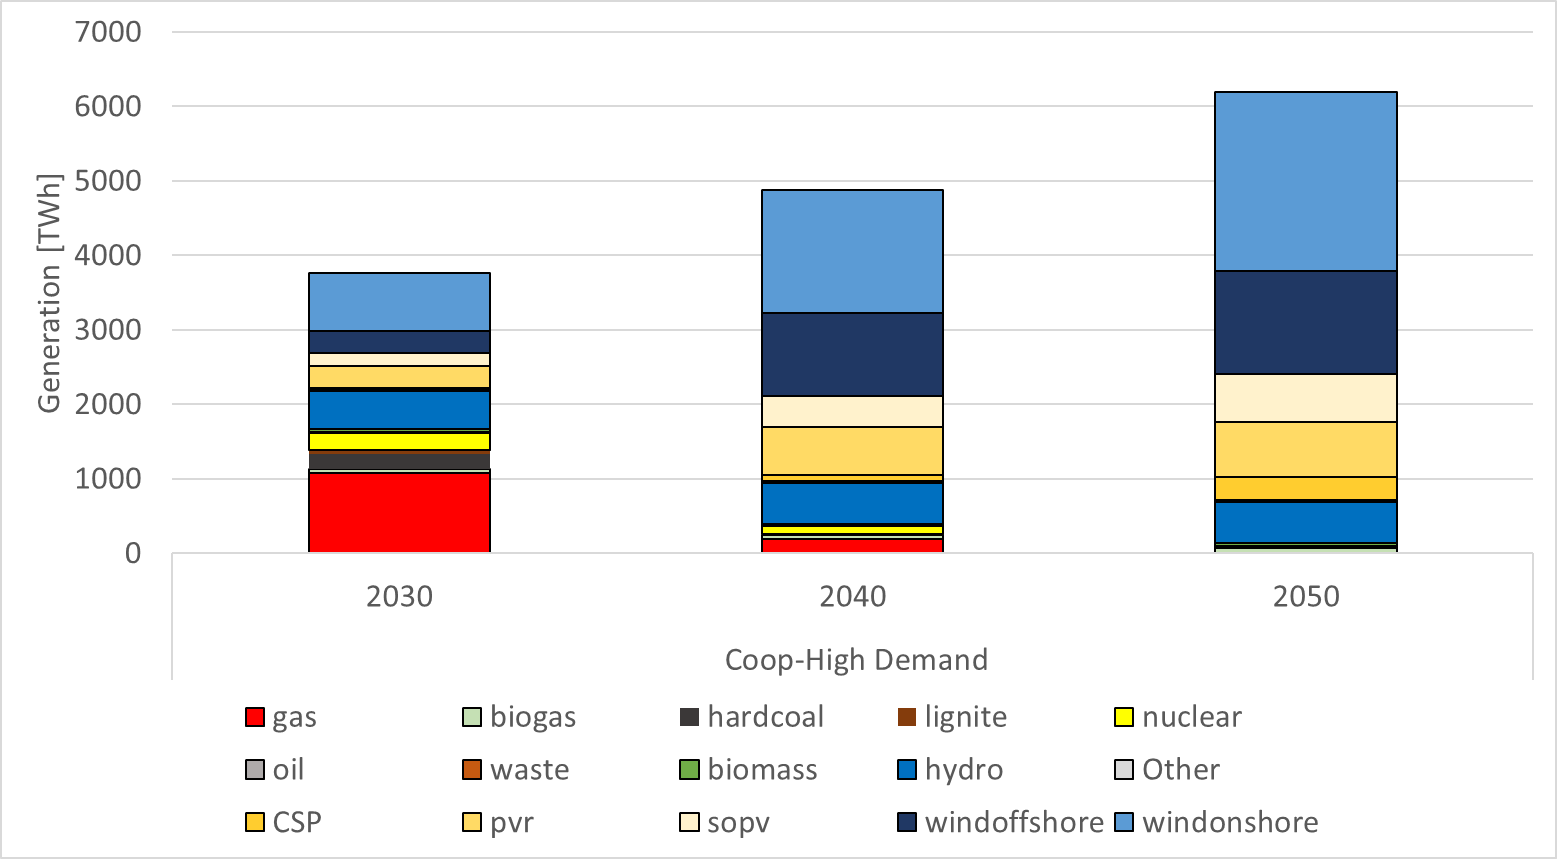 7000
6000
5000
4000
3000
2000
1000
0
Generation [TWh]
2030 2040 2050
Coop-High Demand
gas biogas hardcoal lignite nuclear
oil waste biomass hydro Other
CSP pvr sopv windoffshore windonshore